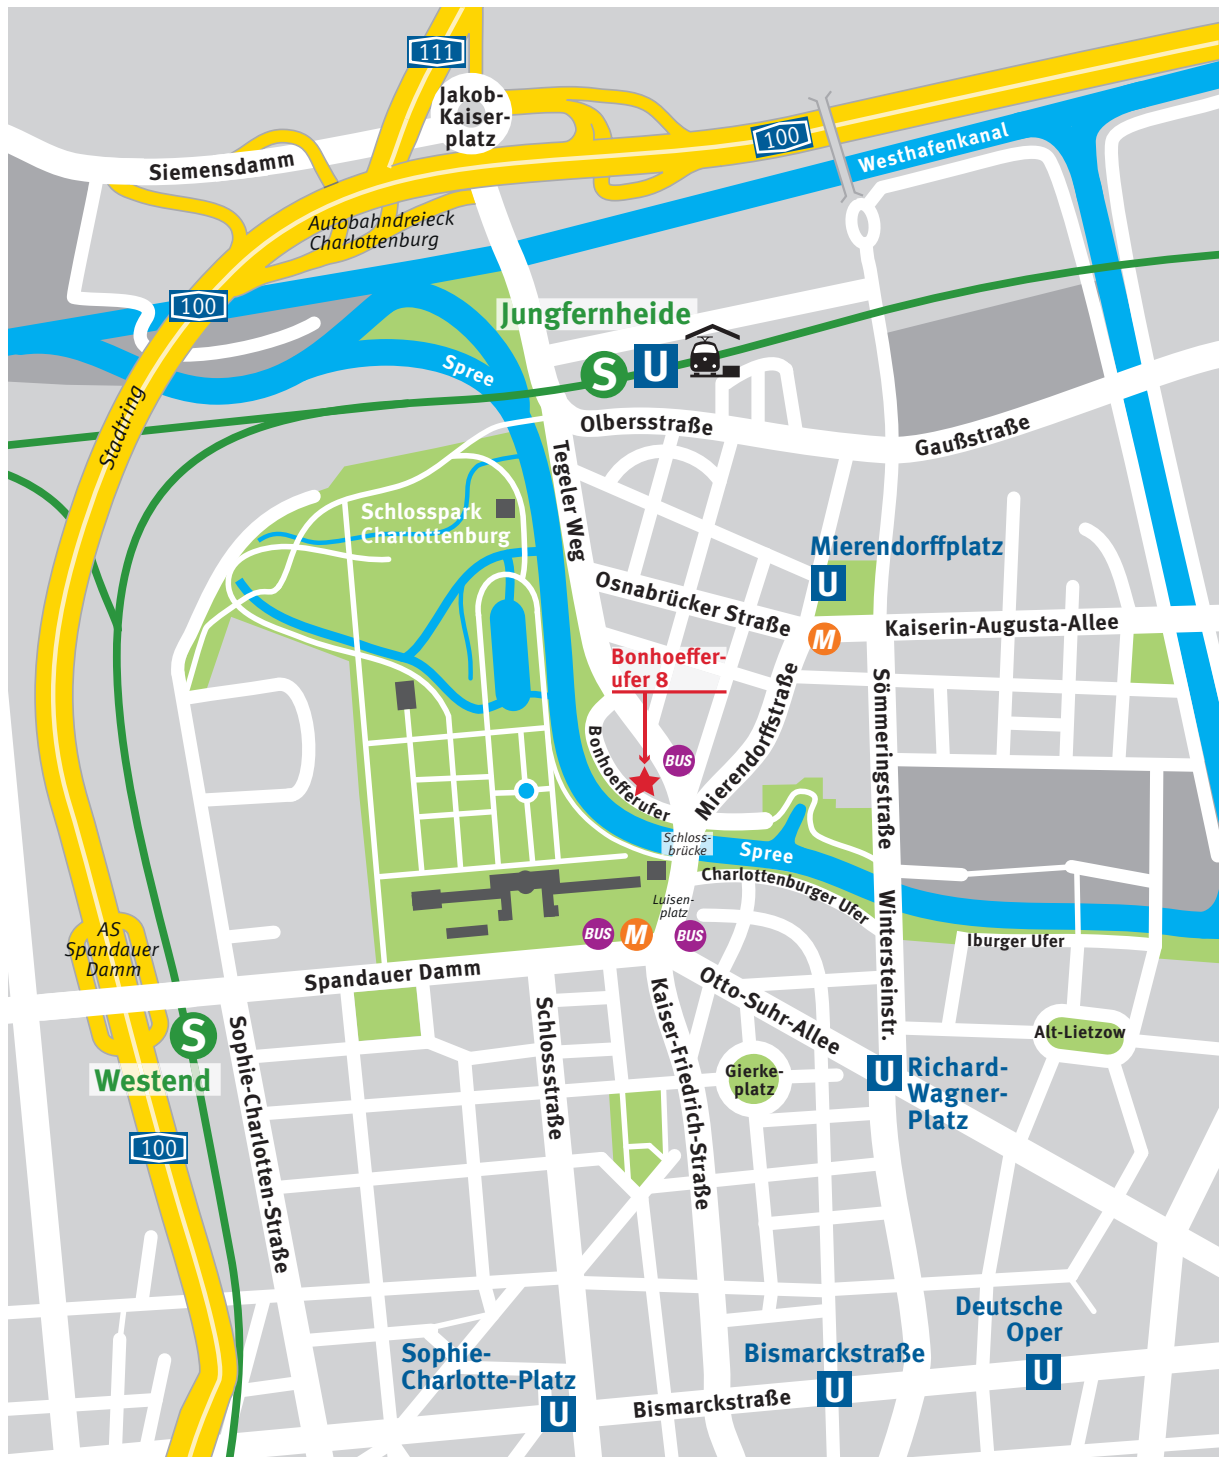 111
Jakob-
Kaiser-
platz
100
Siemensdamm
Westhafenkanal
Autobahndreieck
Charlottenburg
100
Jungfernheide
S
U
Spree
Stadtring
Olbersstraße
Gaußstraße
Tegeler Weg
Schlosspark
Charlottenburg
Mierendorffplatz
U
Osnabrücker Straße
M
Kaiserin-Augusta-Allee
Bonhoeffer-
ufer 8
Mierendorffstraße
Sömmeringstraße
Bonhoefferufer
BUS
Schloss-
brücke
Spree
Charlottenburger Ufer
Luisen-
platz
BUS
M
BUS
Wintersteinstr.
Iburger Ufer
AS
Spandauer
Damm
Spandauer Damm
Otto-Suhr-Allee
S
Westend
Sophie-Charlotten-Straße
Schlossstraße
Kaiser-Friedrich-Straße
Gierke-
platz
Alt-Lietzow
U
Richard-
Wagner-
Platz
100
Deutsche
Oper
U
Sophie-
Charlotte-Platz
U
Bismarckstraße
U
Bismarckstraße